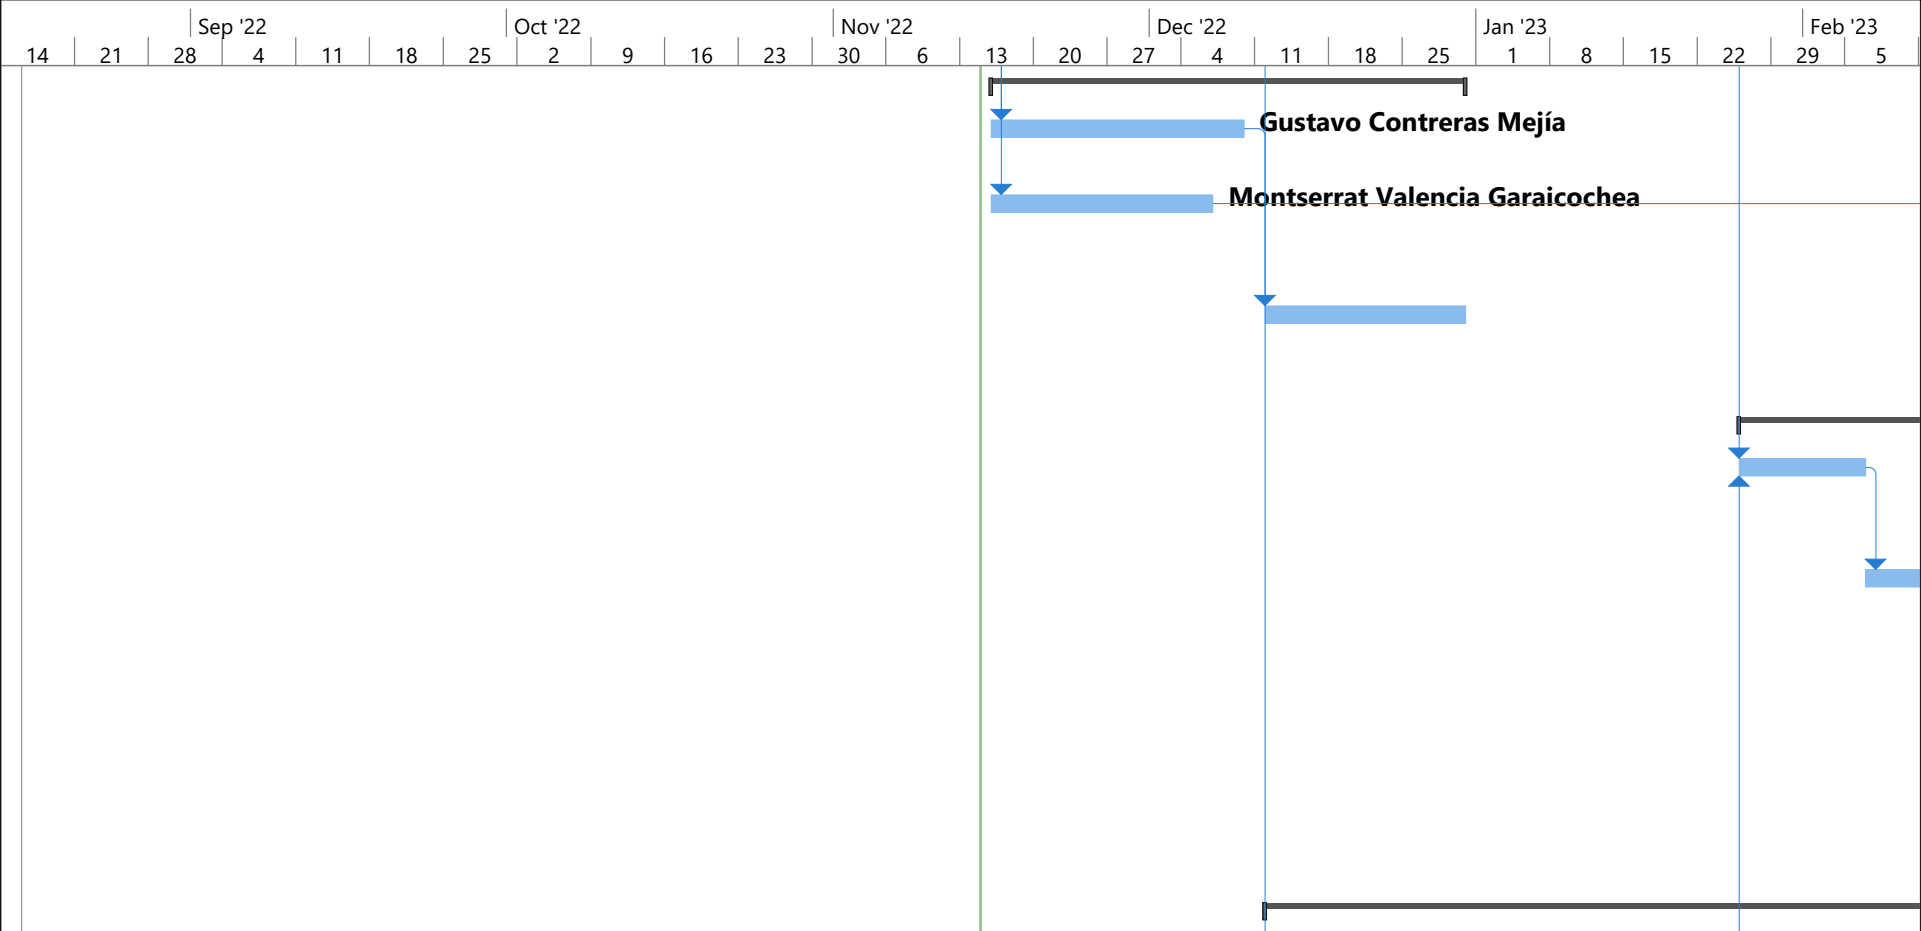 Sep '22 Oct '22 Nov '22 Dec '22 Jan '23 Feb '23
14 21 28 4 11 18 25 2 9 16 23 30 6 13 20 27 4 11 18 25 1 8 15 22 29 5
Gustavo Contreras Mejía
Montserrat Valencia Garaicochea